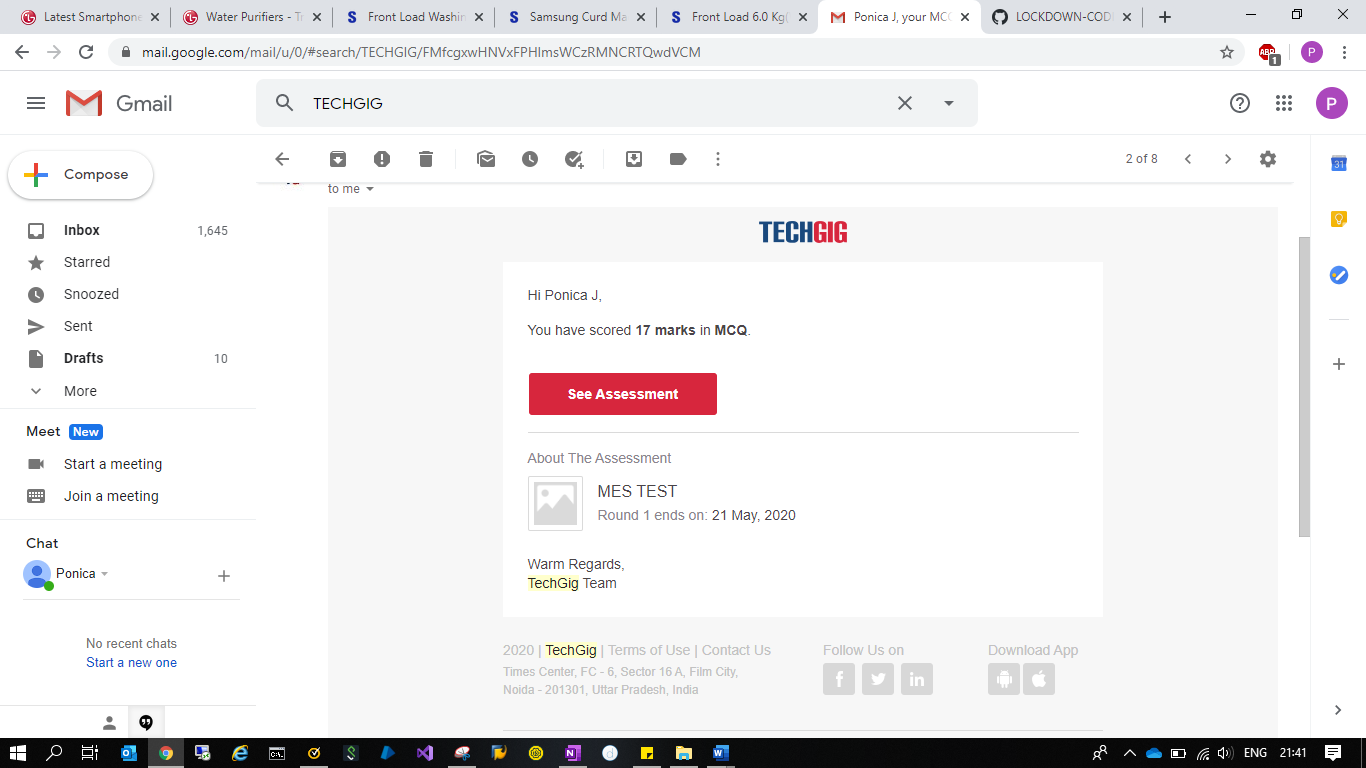 Latest Smartphone
Water Purifiers - Tr
Front Load Washin
Samsung Curd Ma
Front Load 6.0 Kg(
Ponica J, your MCQ
LOCKDOWN-COD
mail.google.com/mail/u/0/#search/TECHGIG/FMfcgxwHNVxFPHlmsWCzRMNCRTQwdVCM
ABP
1
P
Gmail
TECHGIG
P
Compose
2 of 8
31
to me
Inbox 1,645
Starred
Snoozed
Sent
Drafts 10
More
Meet New
Start a meeting
Join a meeting
Chat
Ponica
No recent chats
Start a new one
TECHGIG
Hi Ponica J,
You have scored 17 marks in MCQ.
See Assessment
About The Assessment
MES TEST
Round 1 ends on: 21 May, 2020
Warm Regards,
TechGig Team
2020 | TechGig | Terms of Use | Contact Us
Times Center, FC - 6, Sector 16 A, Film City,
Noida - 201301, Uttar Pradesh, India
Follow Us on
Download App
ENG 21:41